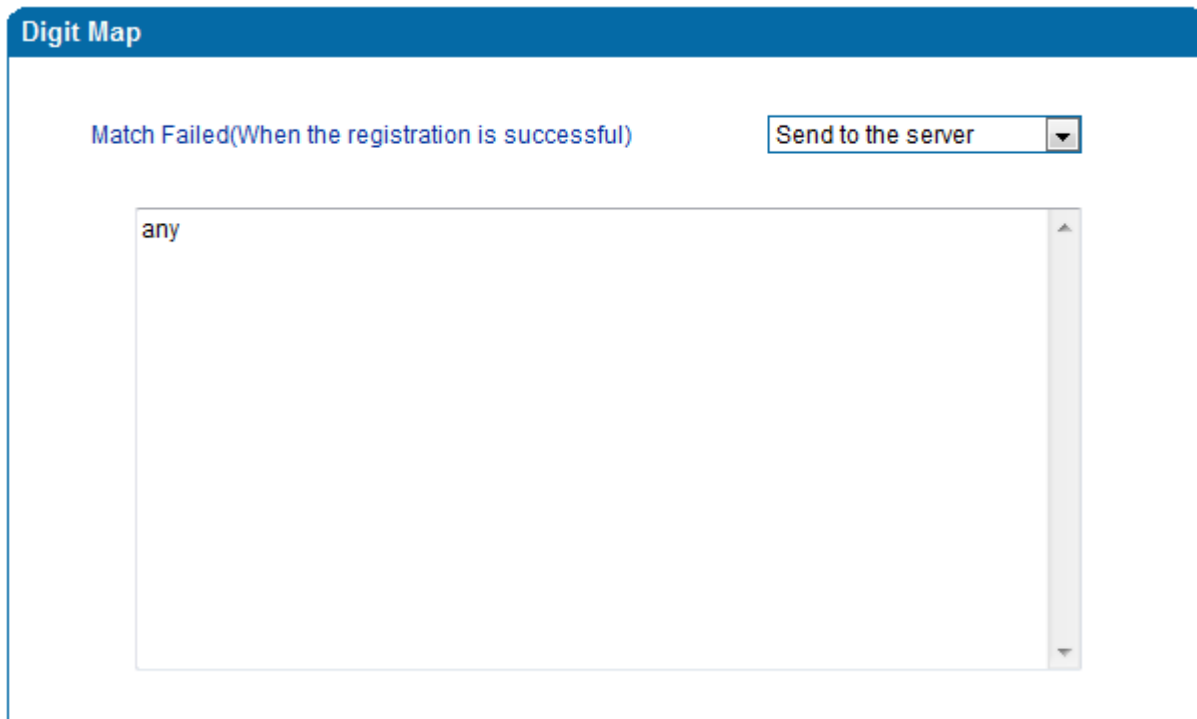 Digit Map
Match Failed(When the registration is successful) Send to the server
any